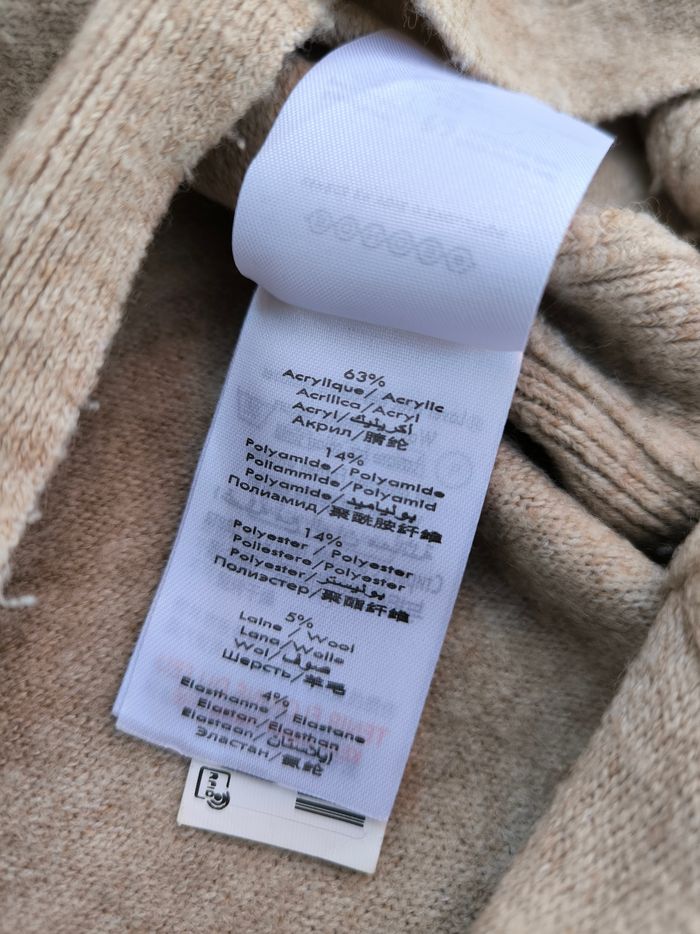 63%
Acrylique/ Acrylic
Acrilica/Acryl
Acryl/أكريليك
Акрил/腈纶
14%
Polyamide/ Polyamide
Poliammide/Polyamid
Polyamide/بوليأميد
Полиамид/聚酰胺纤维
14%
Polyester / Polyester
Poliestere/Polyester
Polyester/بوليستر
Полиэстер/聚酯纤维
5%
Laine / Wool
Lana/Wolle
Wol/صوف
Шерсть/羊毛
4%
Elasthanne / Elastane
Elastan/Elasthan
Elastaan/
Эластан/氨纶
RFID